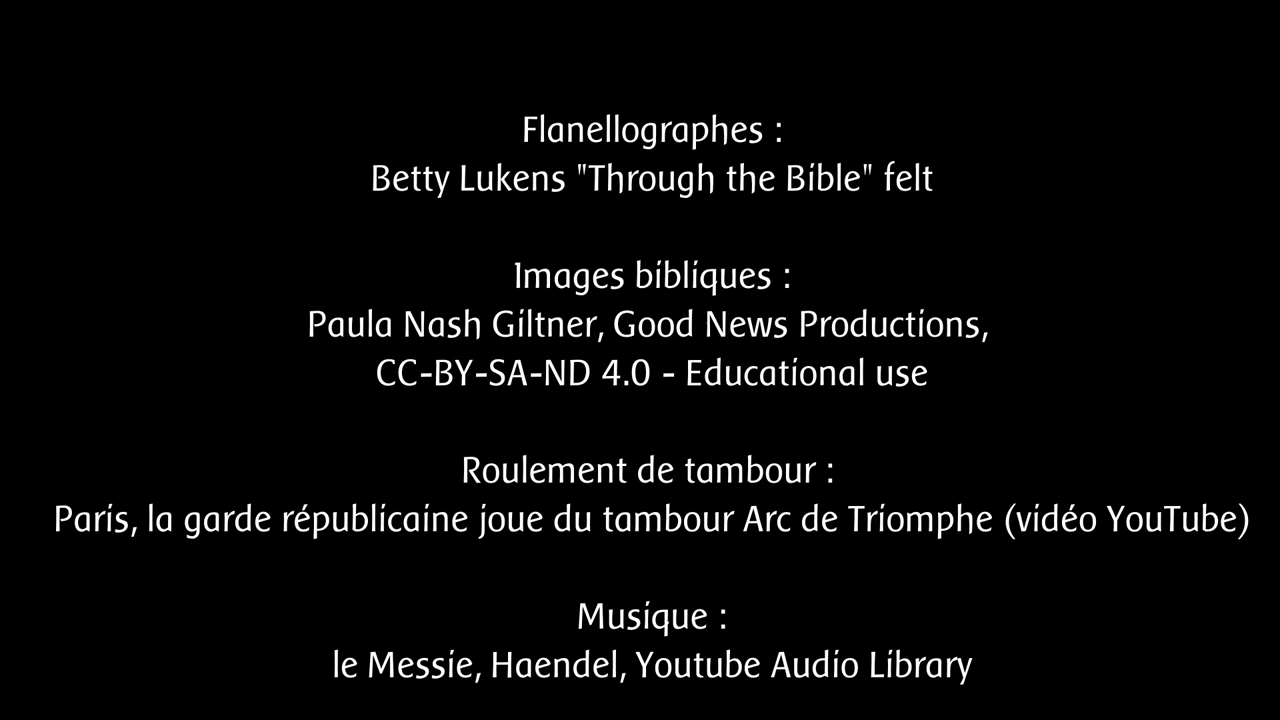 Flanellographes :
Betty Lukens "Through the Bible" felt
Images bibliques :
Paula Nash Giltner, Good News Productions,
CC-BY-SA-ND 4.0 - Educational use
Roulement de tambour :
Paris, la garde républicaine joue du tambour Arc de Triomphe (vidéo YouTube)
Musique :
le Messie, Haendel, Youtube Audio Library